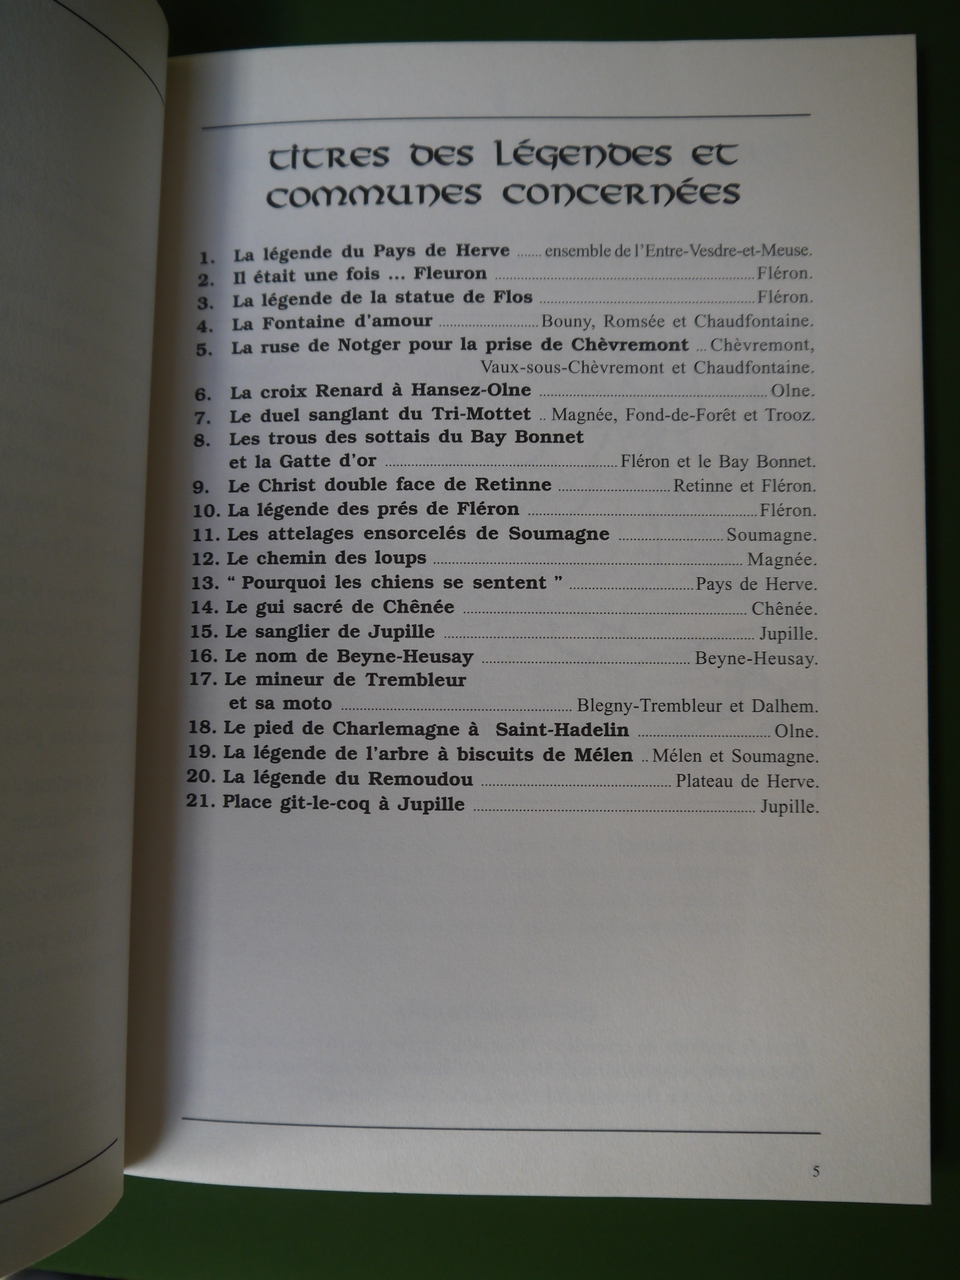 titres des légendes et
communes concernées
1. La légende du Pays de Herve ...... ensemble de l'Entre-Vesdre-et-Meuse.
2. Il était une fois ... Fleuron ...... Fléron.
3. La légende de la statue de Flos ...... Fléron.
4. La Fontaine d'amour ...... Bouny, Romsée et Chaudfontaine.
5. La ruse de Notger pour la prise de Chèvremont ... Chèvremont,
Vaux-sous-Chèvremont et Chaudfontaine.
6. La croix Renard à Hansez-Olne ...... Olne.
7. Le duel sanglant du Tri-Mottet .. Magnée, Fond-de-Forêt et Trooz.
8. Les trous des sottais du Bay Bonnet
et la Gatte d'or ...... Fléron et le Bay Bonnet.
9. Le Christ double face de Retinne ...... Retinne et Fléron.
10. La légende des prés de Fléron ...... Fléron.
11. Les attelages ensorcelés de Soumagne ...... Soumagne.
12. Le chemin des loups ...... Magnée.
13. " Pourquoi les chiens se sentent " ...... Pays de Herve.
14. Le gui sacré de Chênée ...... Chênée.
15. Le sanglier de Jupille ...... Jupille.
16. Le nom de Beyne-Heusay ...... Beyne-Heusay.
17. Le mineur de Trembleur
et sa moto ...... Blegny-Trembleur et Dalhem.
18. Le pied de Charlemagne à Saint-Hadelin ...... Olne.
19. La légende de l'arbre à biscuits de Mélen .. Mélen et Soumagne.
20. La légende du Remoudou ...... Plateau de Herve.
21. Place git-le-coq à Jupille ...... Jupille.
5